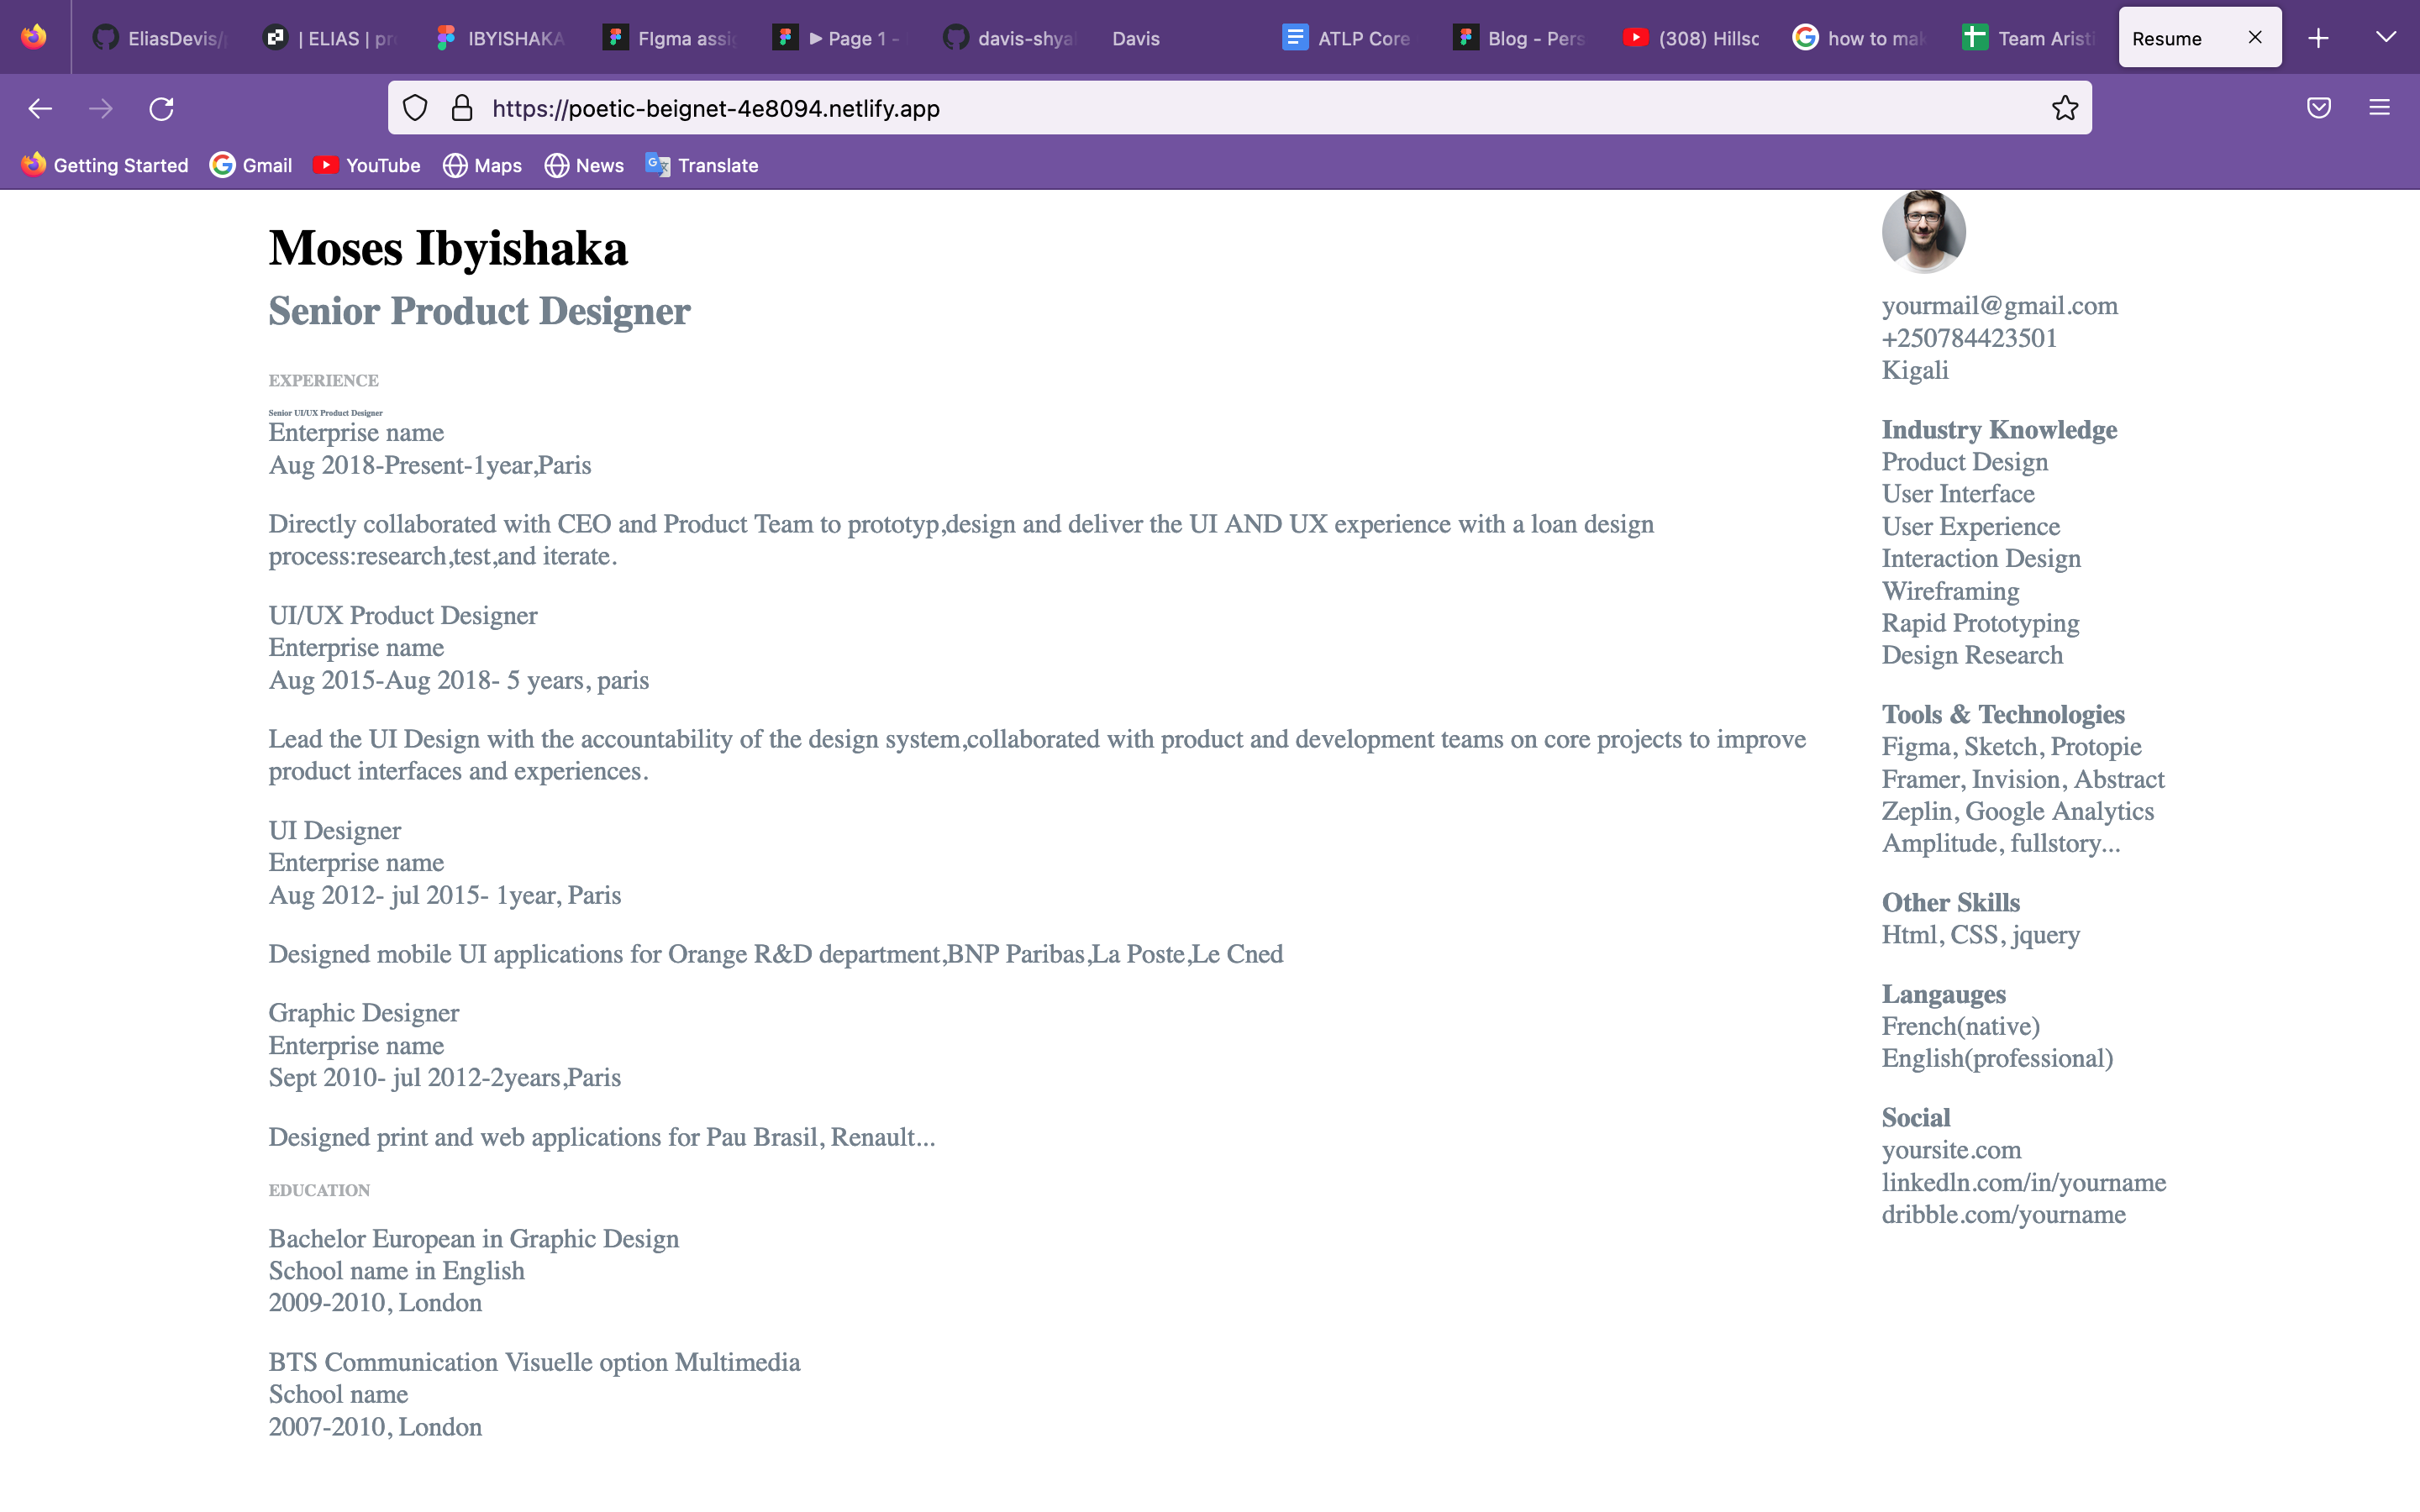 EliasDevis/
| ELIAS | pr
IBYISHAKA
FIgma assi
Page 1 -
davis-shya
Davis
ATLP Core
Blog - Pers
(308) Hillsc
how to mak
Team Arist
Resume
https://poetic-beignet-4e8094.netlify.app
Getting Started
Gmail
YouTube
Maps
News
Translate
Moses Ibyishaka
Senior Product Designer
EXPERIENCE
Senior UI/UX Product Designer
Enterprise name
Aug 2018-Present-1year,Paris
Directly collaborated with CEO and Product Team to prototyp,design and deliver the UI AND UX experience with a loan design
process:research,test,and iterate.
UI/UX Product Designer
Enterprise name
Aug 2015-Aug 2018- 5 years, paris
Lead the UI Design with the accountability of the design system,collaborated with product and development teams on core projects to improve
product interfaces and experiences.
UI Designer
Enterprise name
Aug 2012- jul 2015- 1year, Paris
Designed mobile UI applications for Orange R&D department,BNP Paribas,La Poste,Le Cned
Graphic Designer
Enterprise name
Sept 2010- jul 2012-2years,Paris
Designed print and web applications for Pau Brasil, Renault...
EDUCATION
Bachelor European in Graphic Design
School name in English
2009-2010, London
BTS Communication Visuelle option Multimedia
School name
2007-2010, London
yourmail@gmail.com
+250784423501
Kigali
Industry Knowledge
Product Design
User Interface
User Experience
Interaction Design
Wireframing
Rapid Prototyping
Design Research
Tools & Technologies
Figma, Sketch, Protopie
Framer, Invision, Abstract
Zeplin, Google Analytics
Amplitude, fullstory...
Other Skills
Html, CSS, jquery
Langauges
French(native)
English(professional)
Social
yoursite.com
linkedln.com/in/yourname
dribble.com/yourname